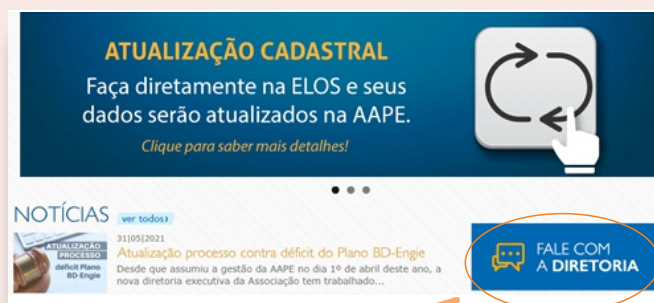 ATUALIZAÇÃO CADASTRAL
Faça diretamente na ELOS e seus
dados serão atualizados na AAPE.
Clique para saber mais detalhes!
NOTÍCIAS ver todos›
ATUALIZAÇÃO
PROCESSO
deficit Plano
BD-Engie
31|05|2021
Atualização processo contra déficit do Plano BD-Engie
Desde que assumiu a gestão da AAPE no dia 1º de abril deste ano, a
nova diretoria executiva da Associação tem trabalhado...
FALE COM
A DIRETORIA